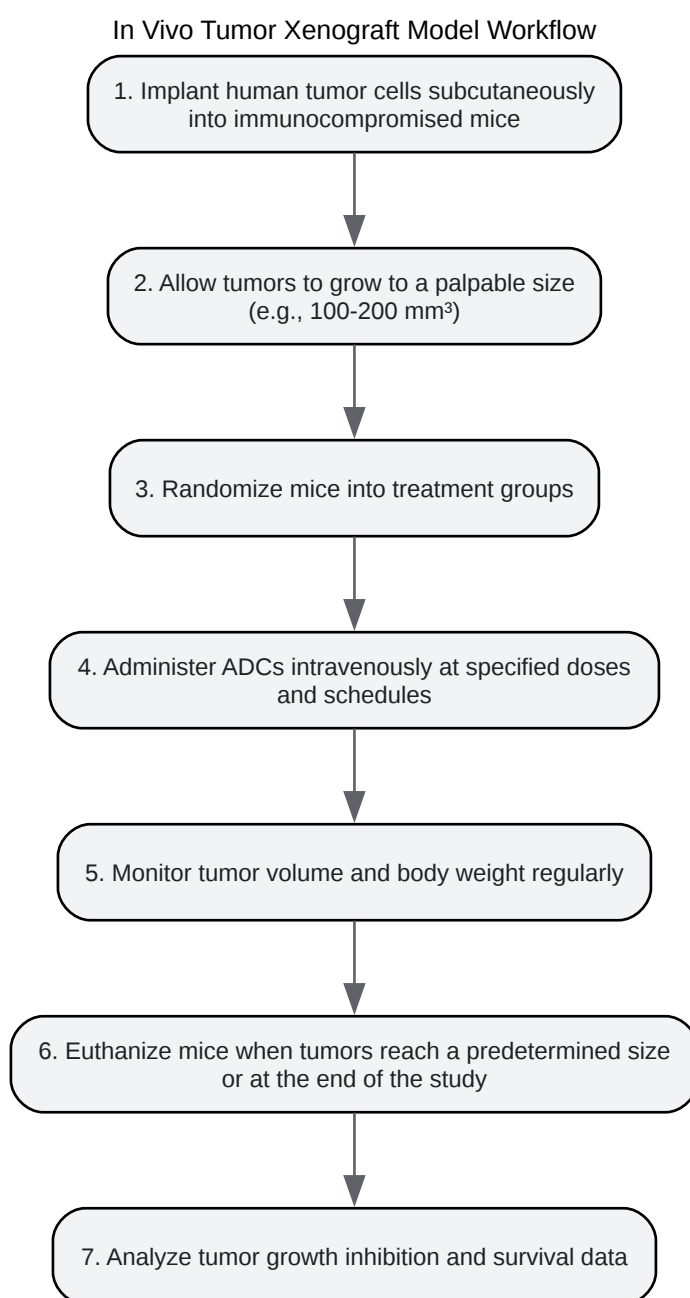 In Vivo Tumor Xenograft Model Workflow
1. Implant human tumor cells subcutaneously
into immunocompromised mice
2. Allow tumors to grow to a palpable size
(e.g., 100-200 mm³)
3. Randomize mice into treatment groups
4. Administer ADCs intravenously at specified doses
and schedules
5. Monitor tumor volume and body weight regularly
6. Euthanize mice when tumors reach a predetermined size
or at the end of the study
7. Analyze tumor growth inhibition and survival data